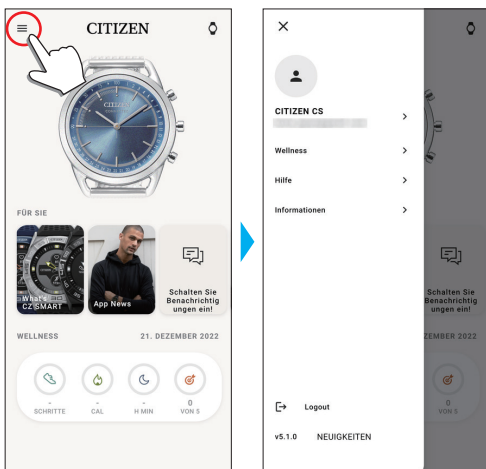 CITIZEN
CITIZEN
FÜR SIE
What's
CZ SMART
App News
Schalten Sie
Benachrichtig
ungen ein!
WELLNESS
21. DEZEMBER 2022
-
SCHRITTE
-
CAL
-
H MIN
0
VON 5
CITIZEN CS
Wellness
Hilfe
Informationen
Logout
v5.1.0 NEUIGKEITEN
Schalten Sie
Benachrichtig
ungen ein!
ZEMBER 2022
0
VON 5